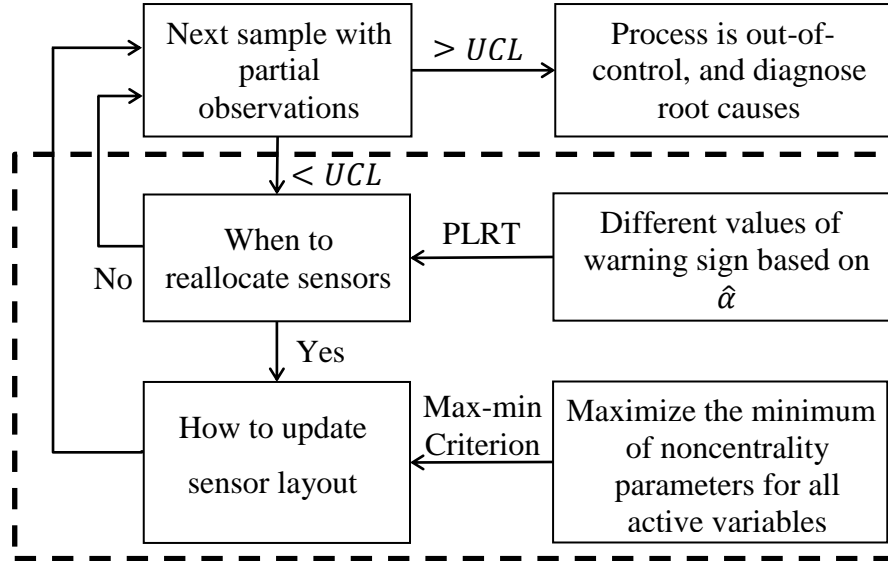 Next sample with
partial
observations
> UCL
Process is out-of-
control, and diagnose
root causes
< UCL
When to
reallocate sensors
PLRT
Different values of
warning sign based on
α̂
No
Yes
How to update
sensor layout
Max-min
Criterion
Maximize the minimum
of noncentrality
parameters for all
active variables